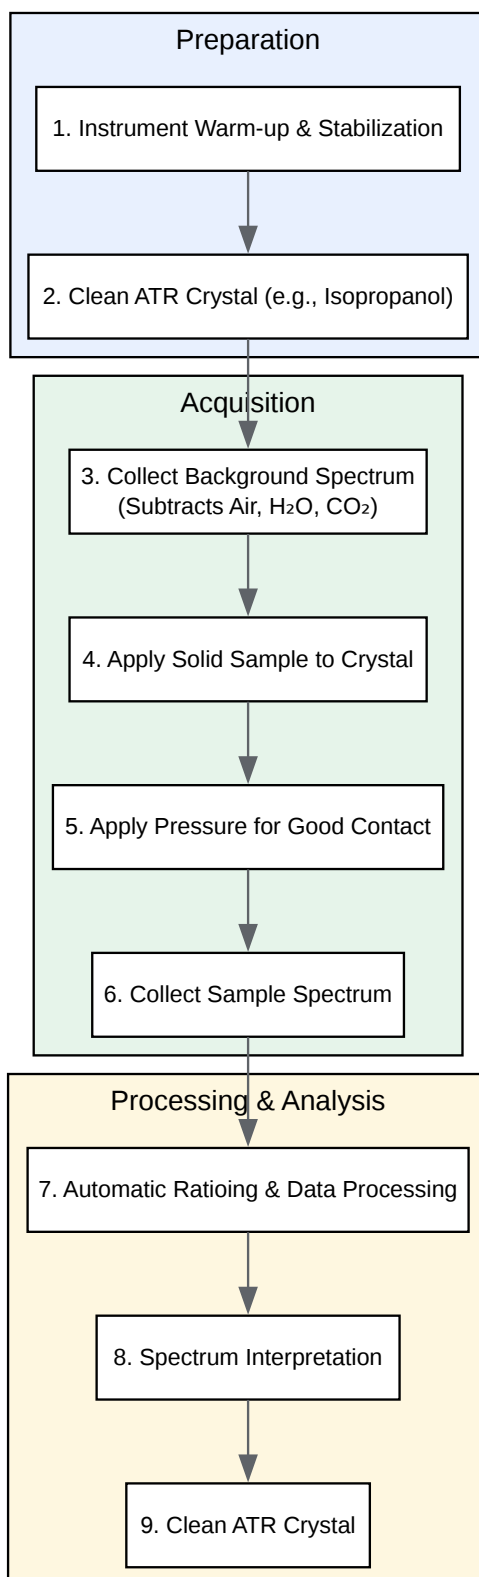 Preparation
1. Instrument Warm-up & Stabilization
2. Clean ATR Crystal (e.g., Isopropanol)
Acquisition
3. Collect Background Spectrum
(Subtracts Air, H₂O, CO₂)
4. Apply Solid Sample to Crystal
5. Apply Pressure for Good Contact
6. Collect Sample Spectrum
Processing & Analysis
7. Automatic Ratioing & Data Processing
8. Spectrum Interpretation
9. Clean ATR Crystal